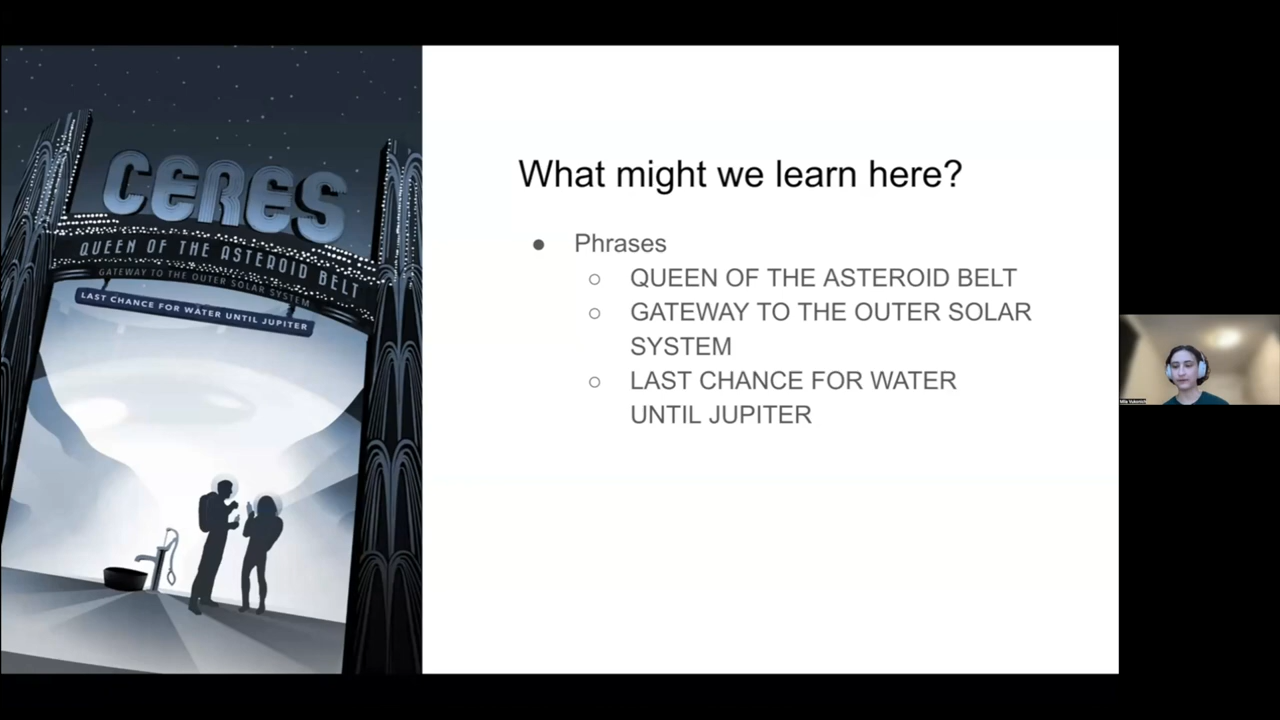 CERES
QUEEN OF THE ASTEROID BELT
GATEWAY TO THE OUTER SOLAR SYSTEM
LAST CHANCE FOR WATER UNTIL JUPITER
What might we learn here?
● Phrases
○ QUEEN OF THE ASTEROID BELT
○ GATEWAY TO THE OUTER SOLAR
SYSTEM
○ LAST CHANCE FOR WATER
UNTIL JUPITER